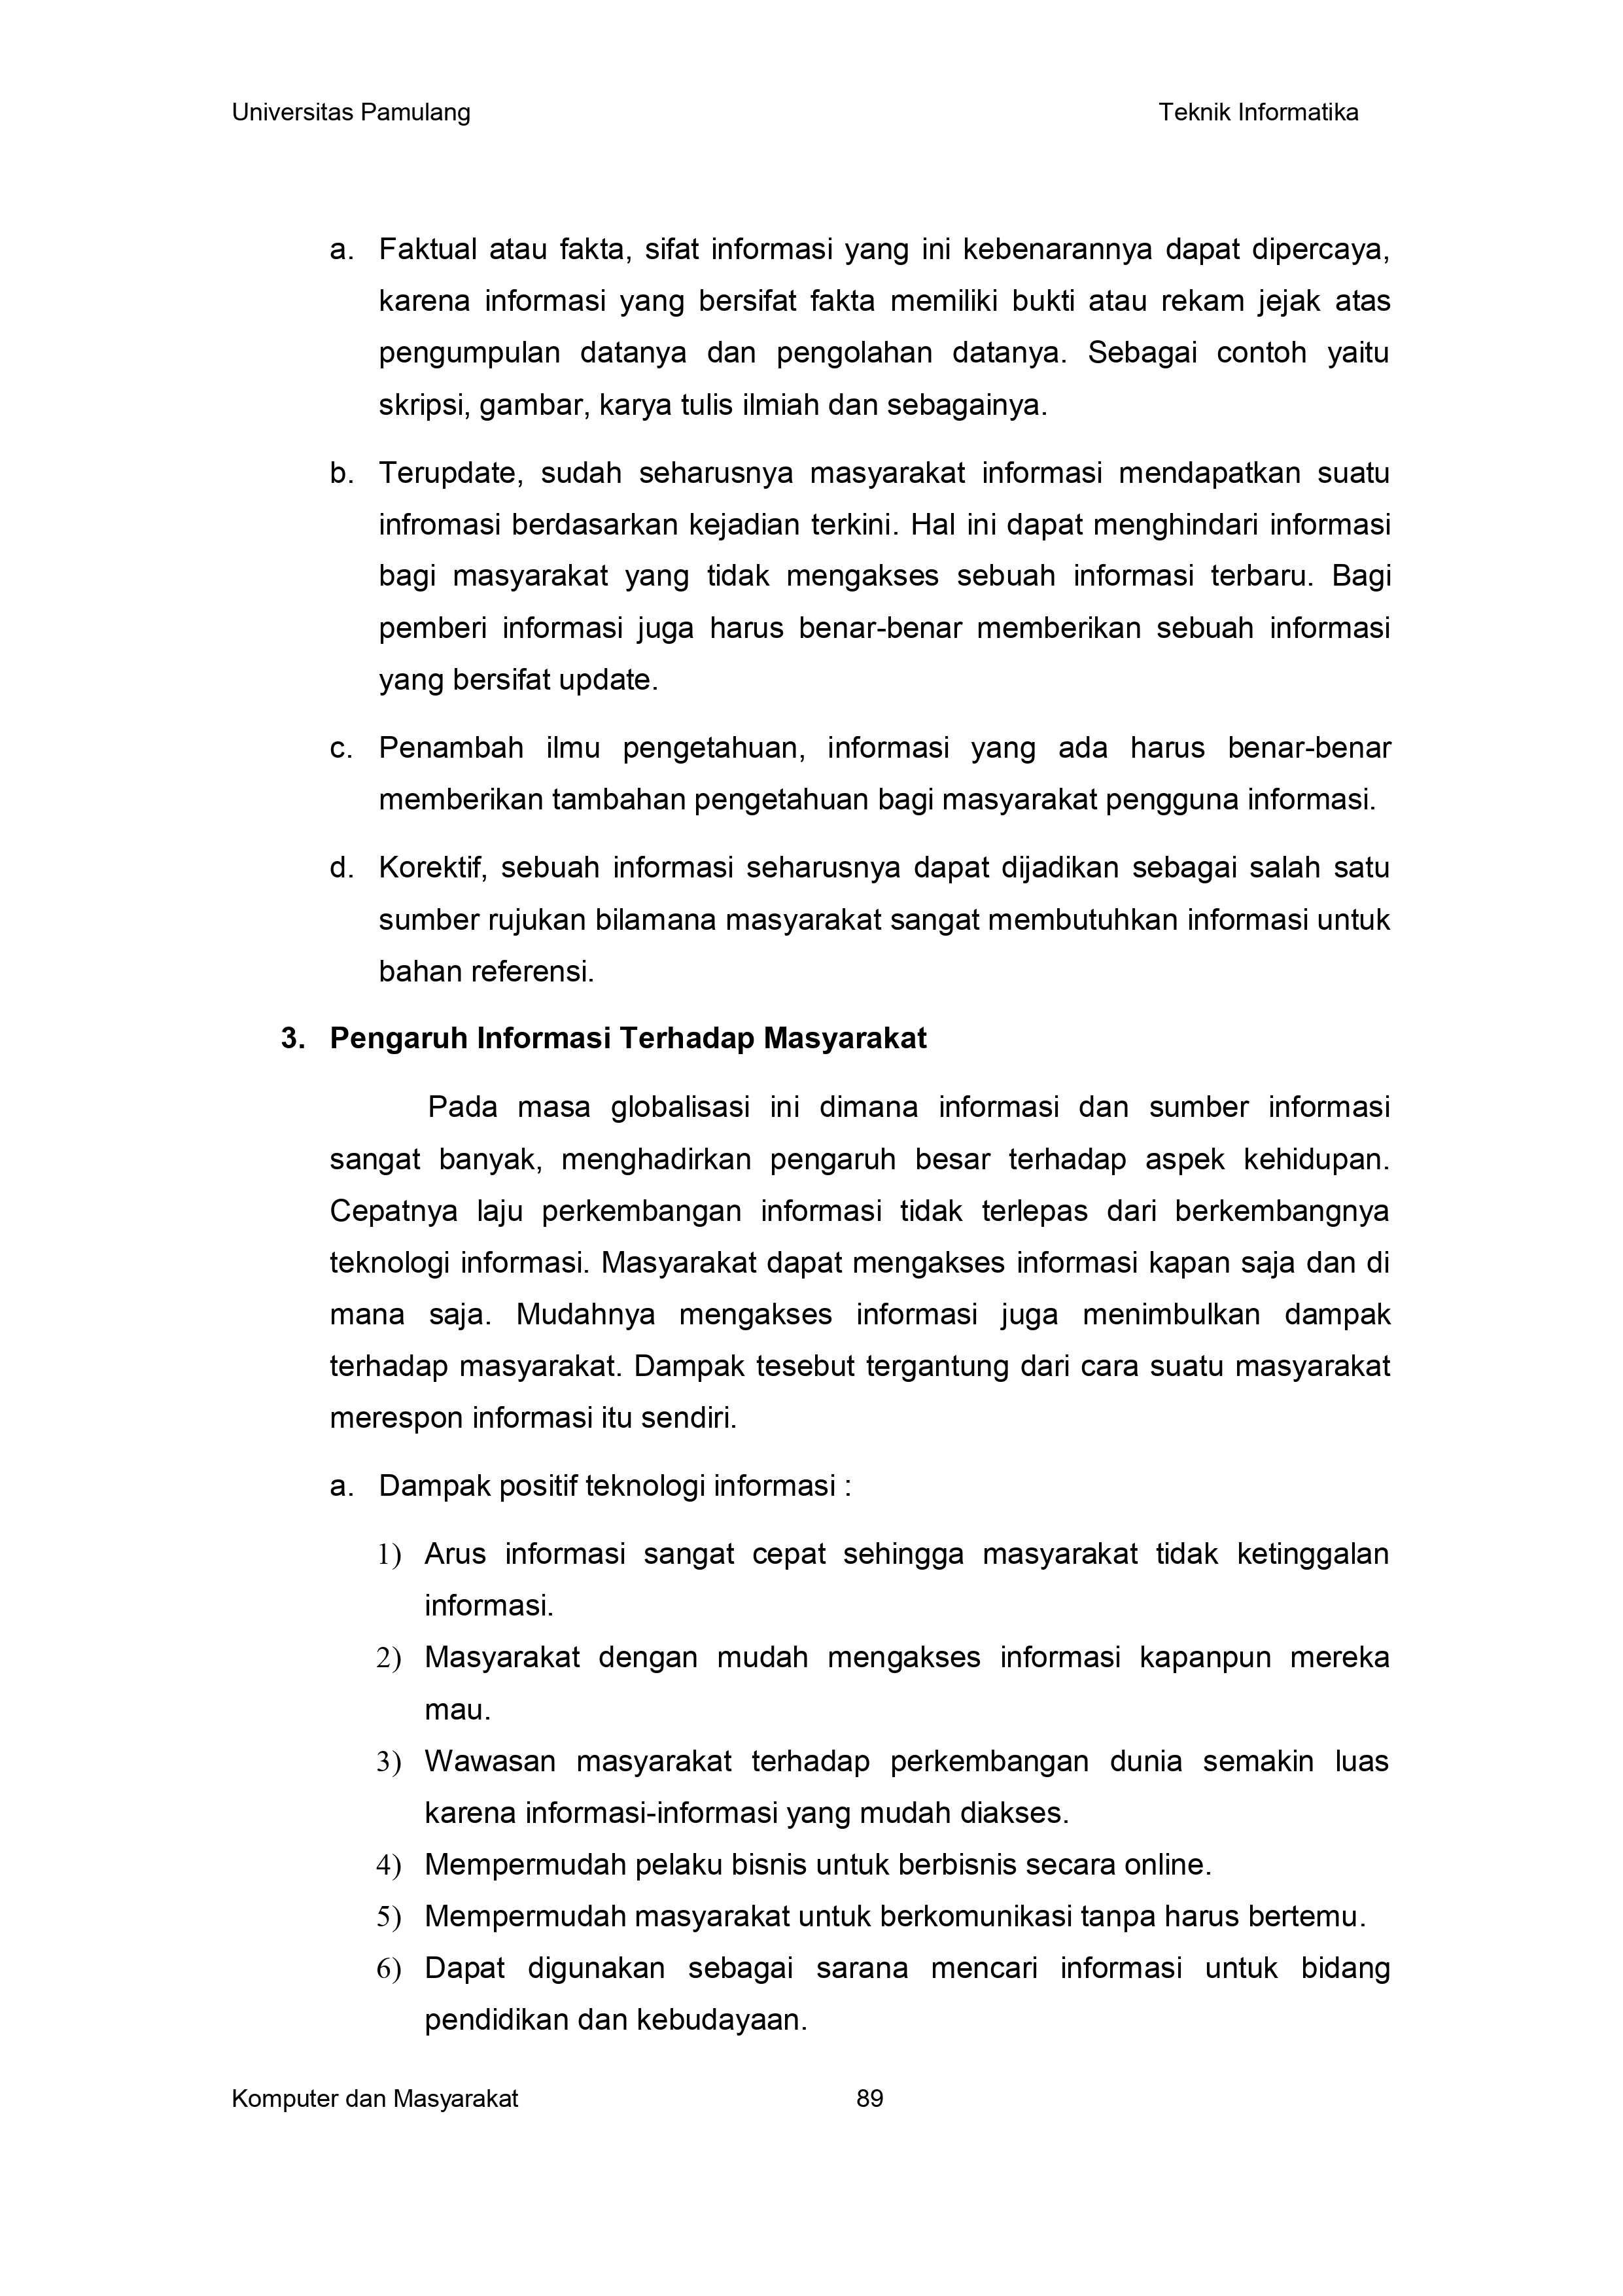 Universitas Pamulang Teknik Informatika
a. Faktual atau fakta, sifat informasi yang ini kebenarannya dapat dipercaya,
karena informasi yang bersifat fakta memiliki bukti atau rekam jejak atas
pengumpulan datanya dan pengolahan datanya. Sebagai contoh yaitu
skripsi, gambar, karya tulis ilmiah dan sebagainya.
b. Terupdate, sudah seharusnya masyarakat informasi mendapatkan suatu
infromasi berdasarkan kejadian terkini. Hal ini dapat menghindari informasi
bagi masyarakat yang tidak mengakses sebuah informasi terbaru. Bagi
pemberi informasi juga harus benar-benar memberikan sebuah informasi
yang bersifat update.
c. Penambah ilmu pengetahuan, informasi yang ada harus benar-benar
memberikan tambahan pengetahuan bagi masyarakat pengguna informasi.
d. Korektif, sebuah informasi seharusnya dapat dijadikan sebagai salah satu
sumber rujukan bilamana masyarakat sangat membutuhkan informasi untuk
bahan referensi.
3. Pengaruh Informasi Terhadap Masyarakat
Pada masa globalisasi ini dimana informasi dan sumber informasi
sangat banyak, menghadirkan pengaruh besar terhadap aspek kehidupan.
Cepatnya laju perkembangan informasi tidak terlepas dari berkembangnya
teknologi informasi. Masyarakat dapat mengakses informasi kapan saja dan di
mana saja. Mudahnya mengakses informasi juga menimbulkan dampak
terhadap masyarakat. Dampak tesebut tergantung dari cara suatu masyarakat
merespon informasi itu sendiri.
a. Dampak positif teknologi informasi :
1) Arus informasi sangat cepat sehingga masyarakat tidak ketinggalan
informasi.
2) Masyarakat dengan mudah mengakses informasi kapanpun mereka
mau.
3) Wawasan masyarakat terhadap perkembangan dunia semakin luas
karena informasi-informasi yang mudah diakses.
4) Mempermudah pelaku bisnis untuk berbisnis secara online.
5) Mempermudah masyarakat untuk berkomunikasi tanpa harus bertemu.
6) Dapat digunakan sebagai sarana mencari informasi untuk bidang
pendidikan dan kebudayaan.
Komputer dan Masyarakat 89